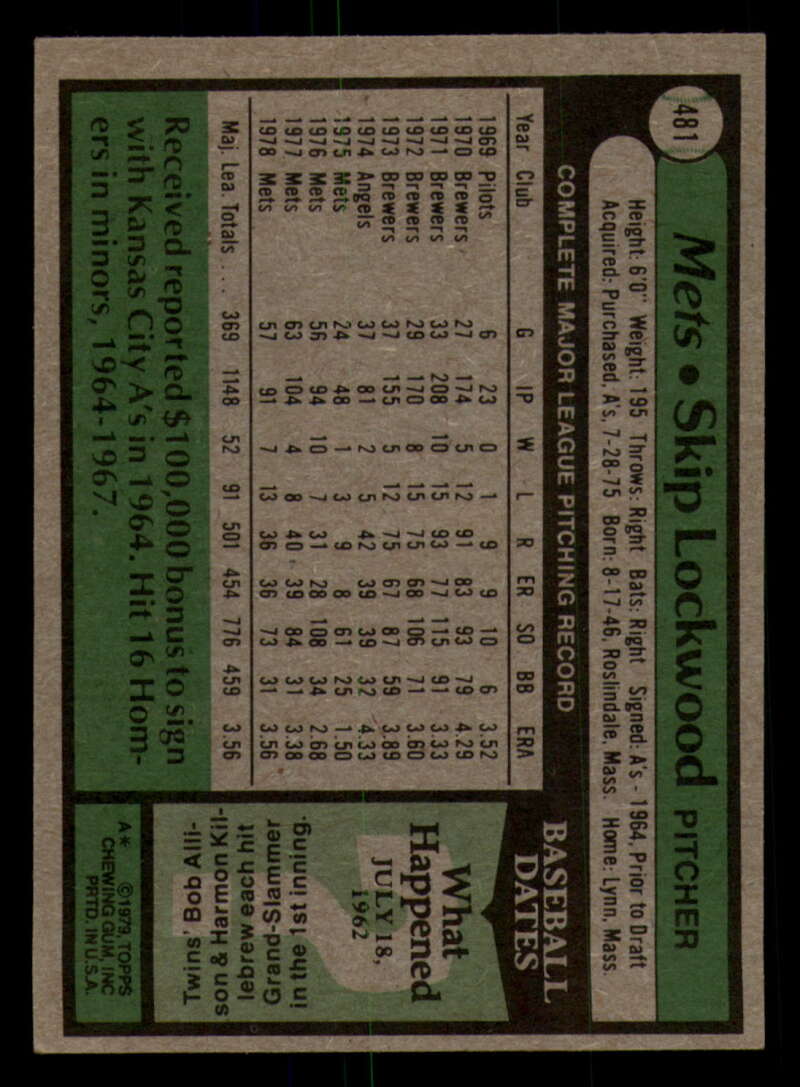 481
Mets • Skip Lockwood PITCHER
Height: 6'0" Weight: 195 Throws: Right Bats: Right Signed: A's - 1964, Prior to Draft
Acquired: Purchased, A's, 7-28-75 Born: 8-17-46, Roslindale, Mass. Home: Lynn, Mass.
COMPLETE MAJOR LEAGUE PITCHING RECORD
Year Club G IP W L R ER SO BB ERA
1969 Pilots 6 23 0 1 9 9 10 6 3.52
1970 Brewers 27 174 5 12 91 83 93 79 4.29
1971 Brewers 33 208 10 15 93 77 115 91 3.33
1972 Brewers 29 170 8 15 75 68 106 71 3.60
1973 Brewers 37 155 5 12 75 67 87 59 3.89
1974 Angels 37 81 2 5 42 39 39 32 4.33
1975 Mets 24 48 1 3 9 8 61 25 1.50
1976 Mets 56 94 10 7 31 28 108 34 2.68
1977 Mets 63 104 4 8 40 39 84 31 3.38
1978 Mets 57 91 7 13 36 36 73 31 3.56
Maj. Lea. Totals . . . . 369 1148 52 91 501 454 776 459 3.56
Received reported $100,000 bonus to sign
with Kansas City A's in 1964. Hit 16 Hom-
ers in minors, 1964-1967.
BASEBALL
DATES
What
Happened
JULY 18,
1962
Twins' Bob Alli-
son & Harmon Kil-
lebrew each hit
Grand-Slammer
in the 1st inning.
A* ©1979, TOPPS
CHEWING GUM, INC
PRTD. IN U.S.A.